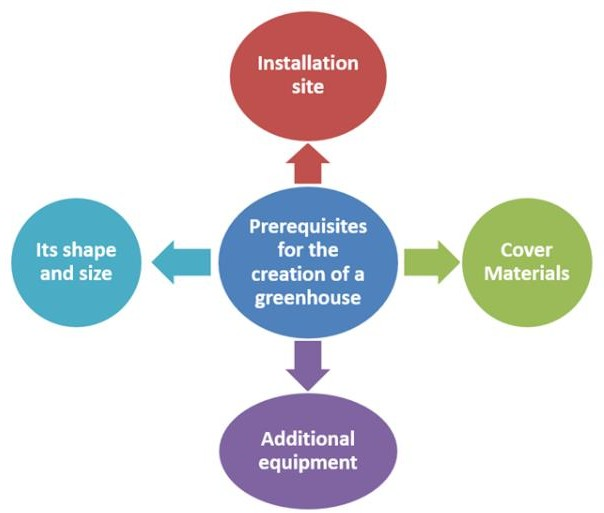 Installation
site
Prerequisites
for the
creation of a
greenhouse
Its shape
and size
Cover
Materials
Additional
equipment